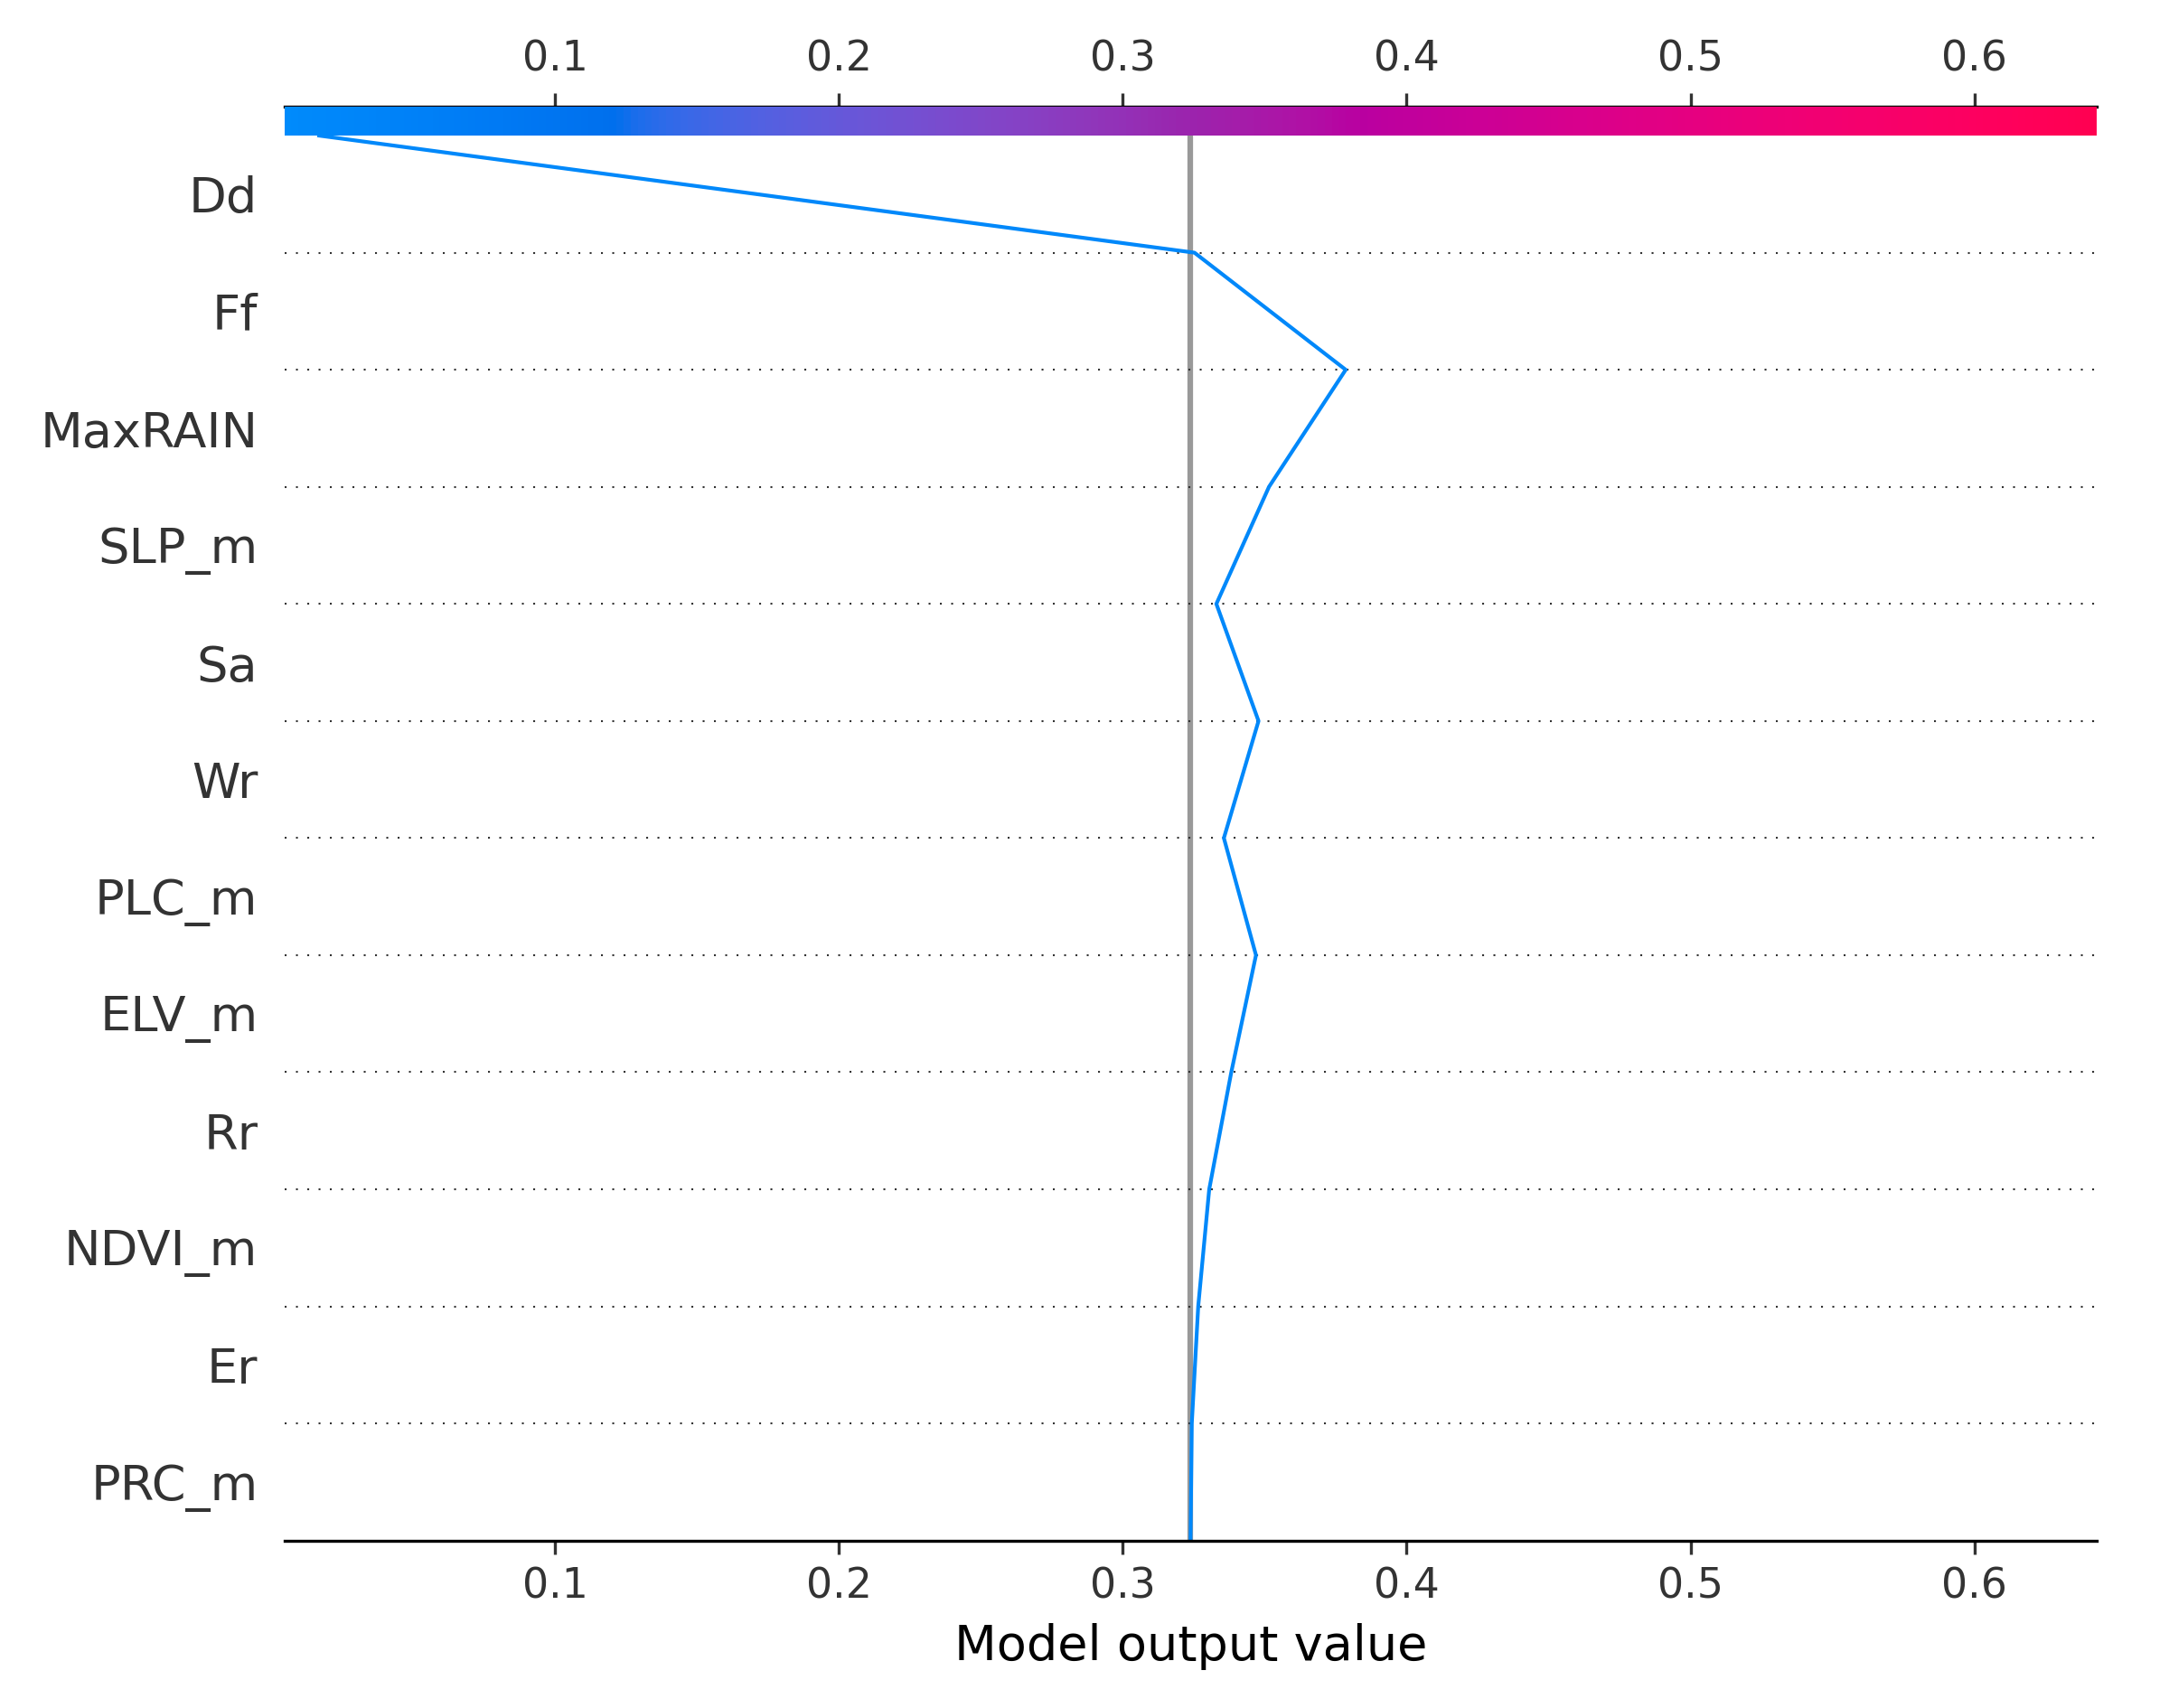 0.1 0.2 0.3 0.4 0.5 0.6
Dd
Ff
MaxRAIN
SLP_m
Sa
Wr
PLC_m
ELV_m
Rr
NDVI_m
Er
PRC_m
0.1 0.2 0.3 0.4 0.5 0.6
Model output value